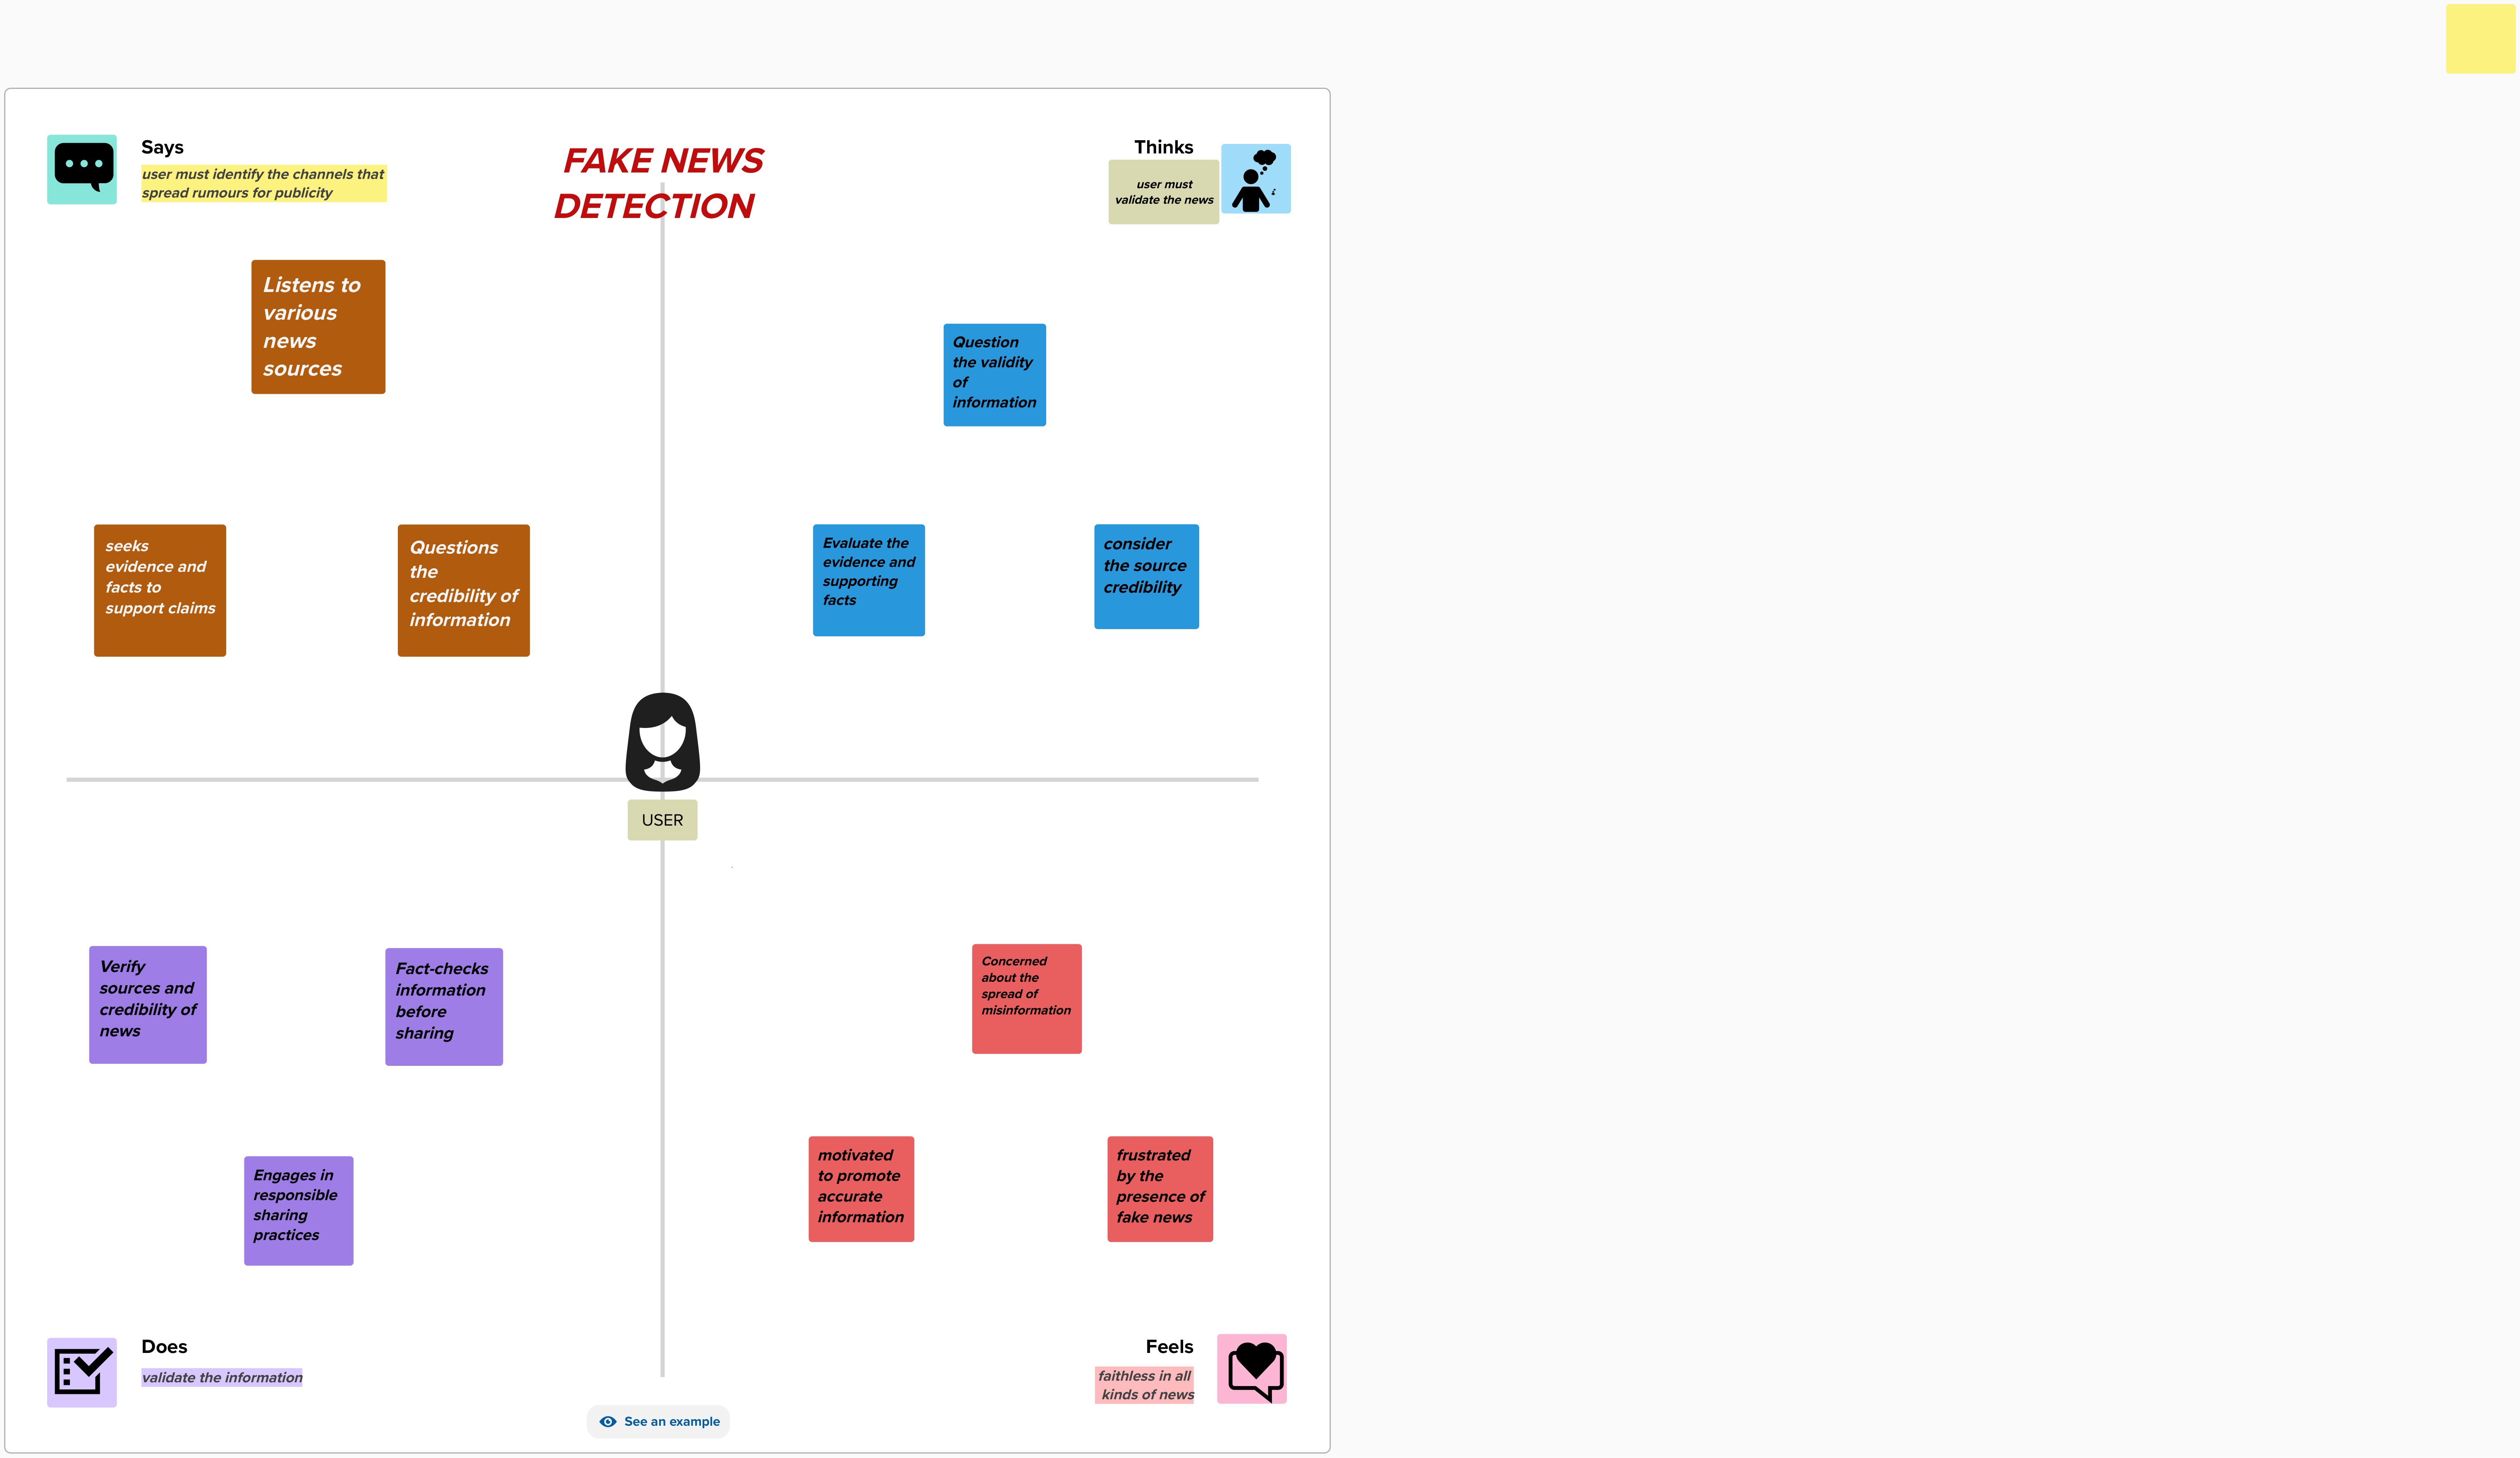 FAKE NEWS
DETECTION
Says
user must identify the channels that
spread rumours for publicity
Listens to
various
news
sources
seeks
evidence and
facts to
support claims
Questions
the
credibility of
information
Thinks
user must
validate the news
Question
the validity
of
information
Evaluate the
evidence and
supporting
facts
consider
the source
credibility
USER
Verify
sources and
credibility of
news
Fact-checks
information
before
sharing
Engages in
responsible
sharing
practices
Does
validate the information
Concerned
about the
spread of
misinformation
motivated
to promote
accurate
information
frustrated
by the
presence of
fake news
Feels
faithless in all
kinds of news
See an example